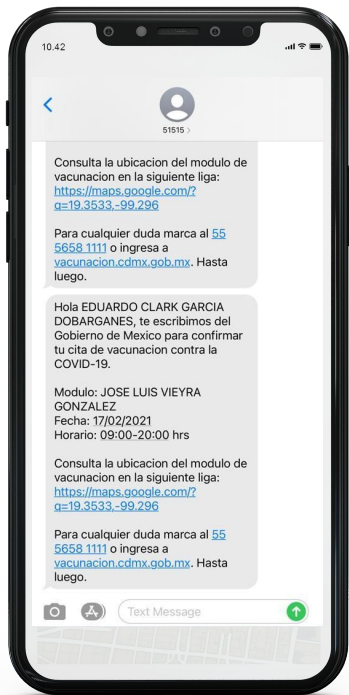 10.42
51515 >
Consulta la ubicacion del modulo de
vacunacion en la siguiente liga:
https://maps.google.com/?
q=19.3533,-99.296
Para cualquier duda marca al 55
5658 1111 o ingresa a
vacunacion.cdmx.gob.mx. Hasta
luego.
Hola EDUARDO CLARK GARCIA
DOBARGANES, te escribimos del
Gobierno de Mexico para confirmar
tu cita de vacunacion contra la
COVID-19.
Modulo: JOSE LUIS VIEYRA
GONZALEZ
Fecha: 17/02/2021
Horario: 09:00-20:00 hrs
Consulta la ubicacion del modulo de
vacunacion en la siguiente liga:
https://maps.google.com/?
q=19.3533,-99.296
Para cualquier duda marca al 55
5658 1111 o ingresa a
vacunacion.cdmx.gob.mx. Hasta
luego.
Text Message